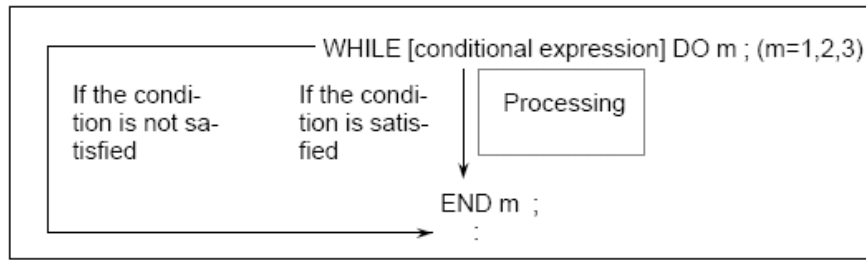 WHILE [conditional expression] DO m ; (m=1,2,3)
If the condi-
tion is not sa-
tisfied
If the condi-
tion is satis-
fied
Processing
END m ;
: